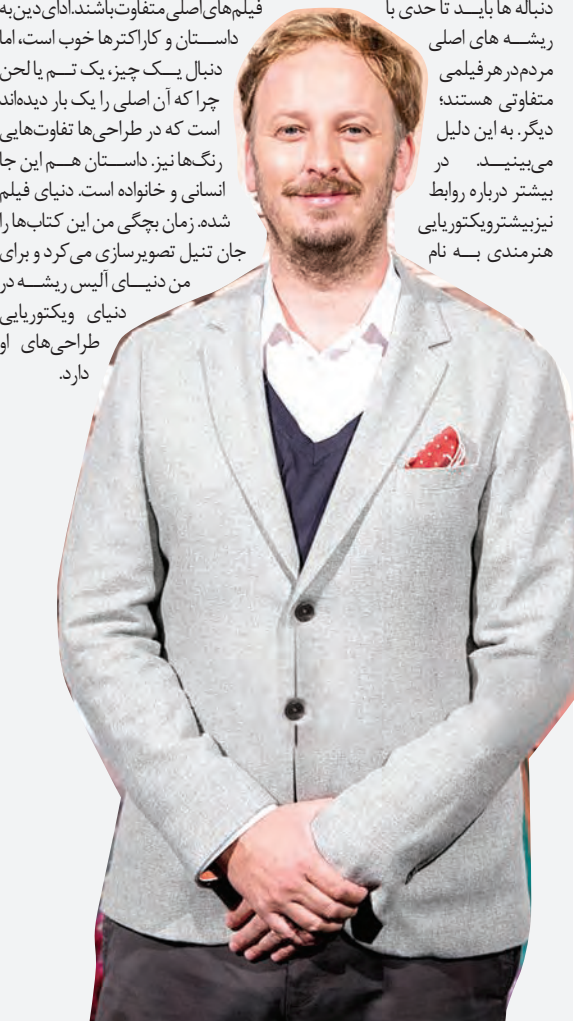 دنباله ها باید تا حدی با فیلم‌های اصلی متفاوت باشند. ادای دین به
ریشه های اصلی داستان و کاراکترها خوب است، اما
مردم در هر فیلمی دنبال یک چیز، یک تم یا لحن
متفاوتی هستند؛ چرا که آن اصلی را یک بار دیده‌اند
دیگر. به این دلیل است که در طراحی‌ها تفاوت‌هایی
می‌بینید. در رنگ‌ها نیز. داستان هم این جا
بیشتر درباره روابط انسانی و خانواده است. دنیای فیلم
نیز بیشتر ویکتوریایی شده. زمان بچگی من این کتاب‌ها را
هنرمندی به نام جان تنیل تصویرسازی می‌کرد و برای
من دنیای آلیس ریشه در
دنیای ویکتوریایی
طراحی‌های او
دارد.